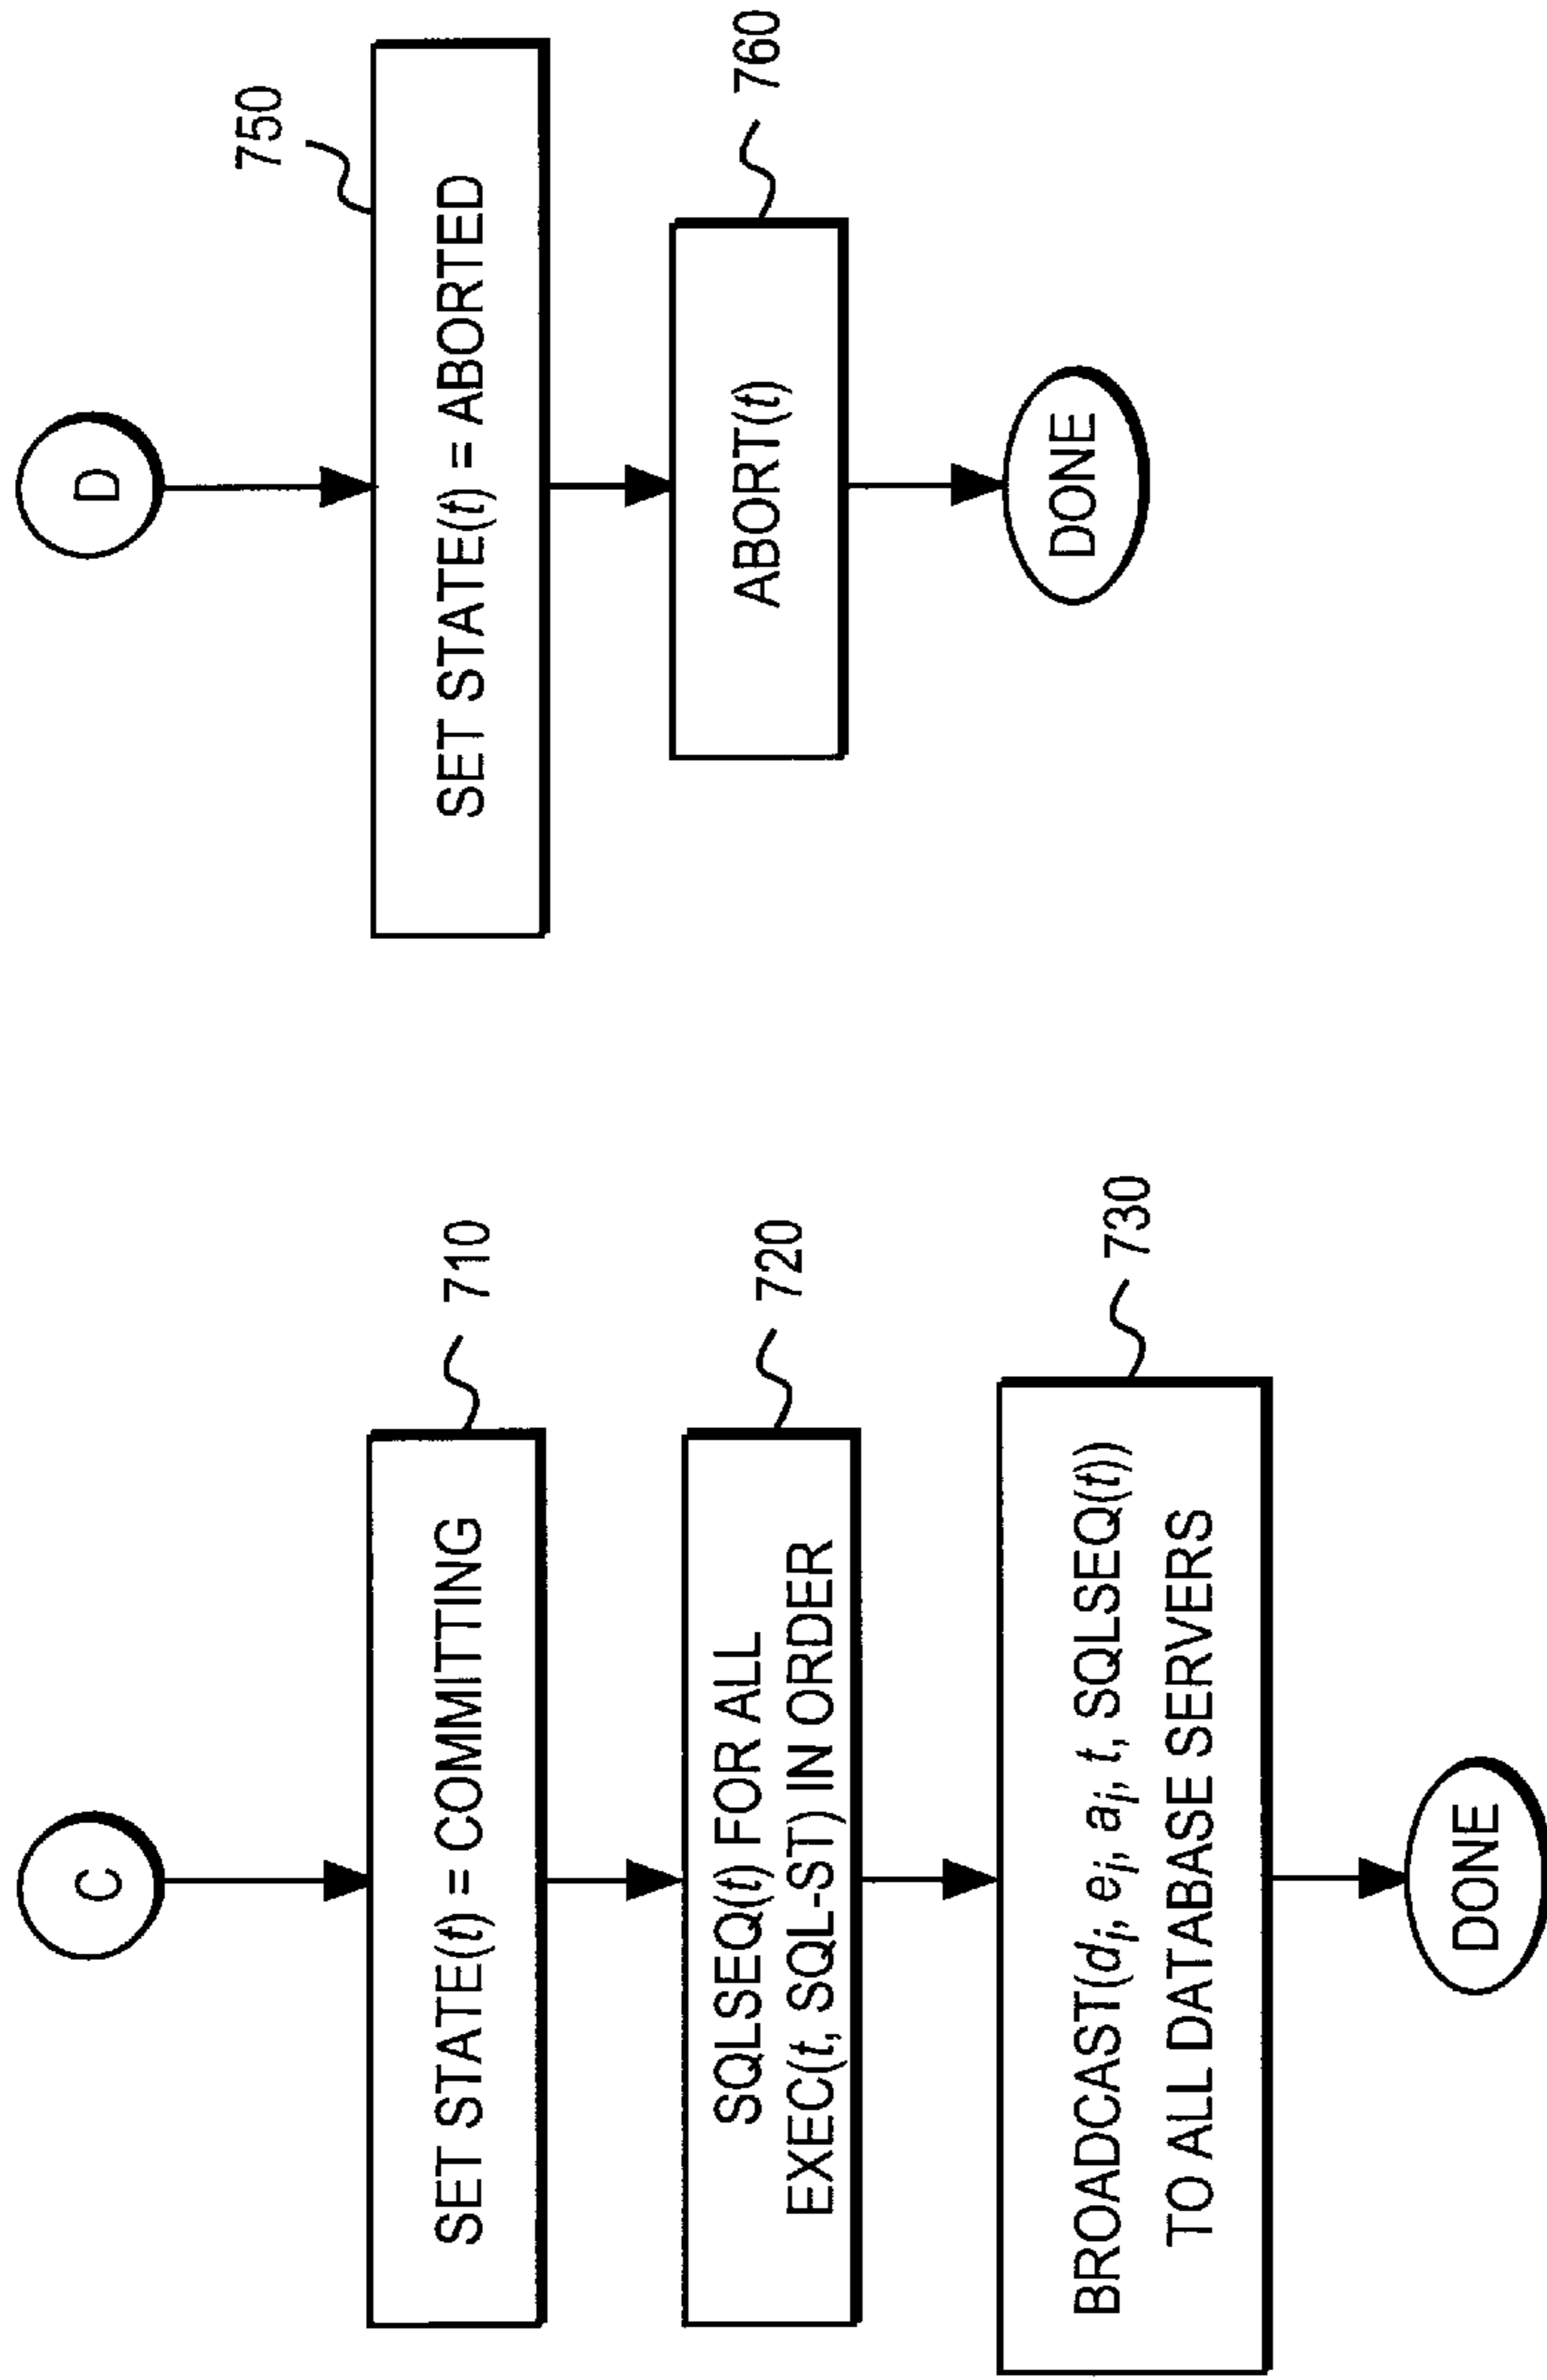 C
SET STATE(t) = COMMITTING
710
SQLSEQ(t) FOR ALL
EXEC(t, SQL-ST) IN ORDER
720
BROADCAST(di, ei, ai, t, SQLSEQ(t))
TO ALL DATABASE SERVERS
730
DONE
D
SET STATE(t) = ABORTED
750
ABORT(t)
760
DONE